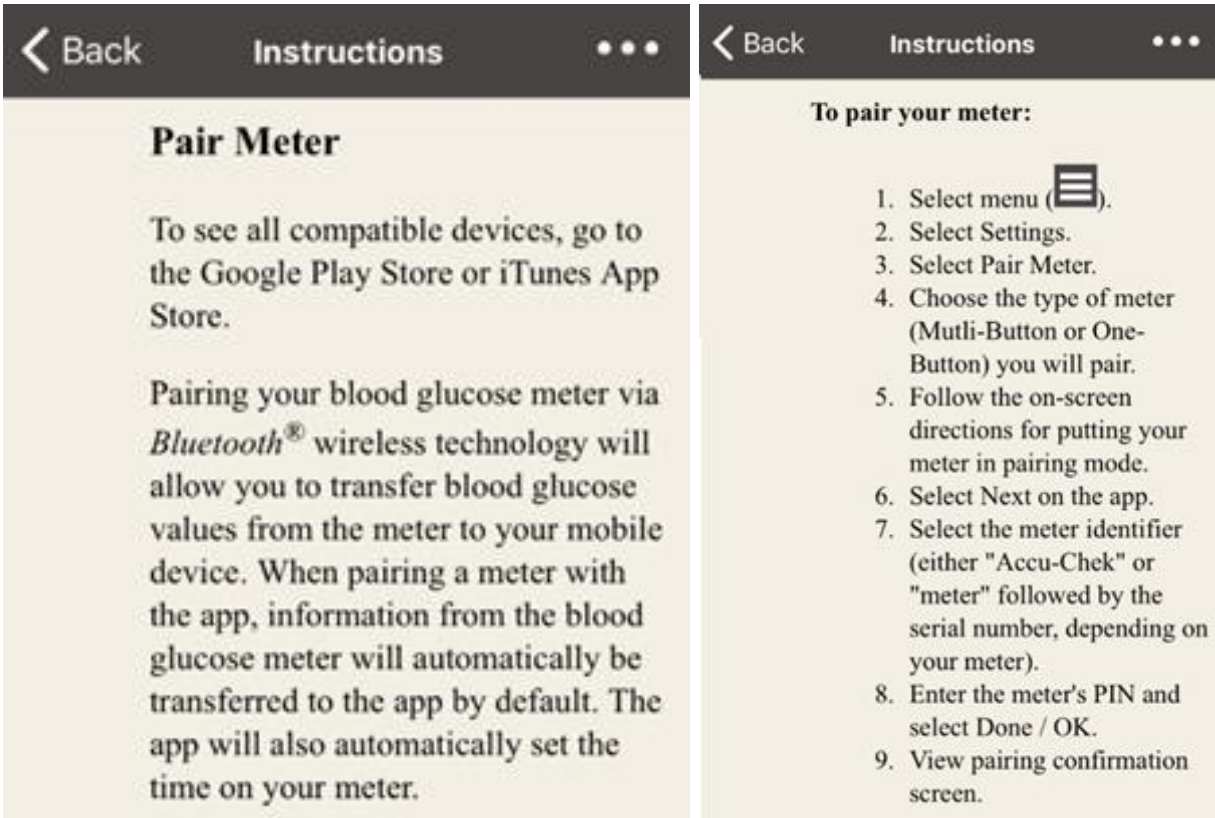 Back Instructions •••
Pair Meter
To see all compatible devices, go to
the Google Play Store or iTunes App
Store.
Pairing your blood glucose meter via
Bluetooth® wireless technology will
allow you to transfer blood glucose
values from the meter to your mobile
device. When pairing a meter with
the app, information from the blood
glucose meter will automatically be
transferred to the app by default. The
app will also automatically set the
time on your meter.
Back Instructions •••
To pair your meter:
1. Select menu ( ).
2. Select Settings.
3. Select Pair Meter.
4. Choose the type of meter
(Mutli-Button or One-
Button) you will pair.
5. Follow the on-screen
directions for putting your
meter in pairing mode.
6. Select Next on the app.
7. Select the meter identifier
(either "Accu-Chek" or
"meter" followed by the
serial number, depending on
your meter).
8. Enter the meter's PIN and
select Done / OK.
9. View pairing confirmation
screen.